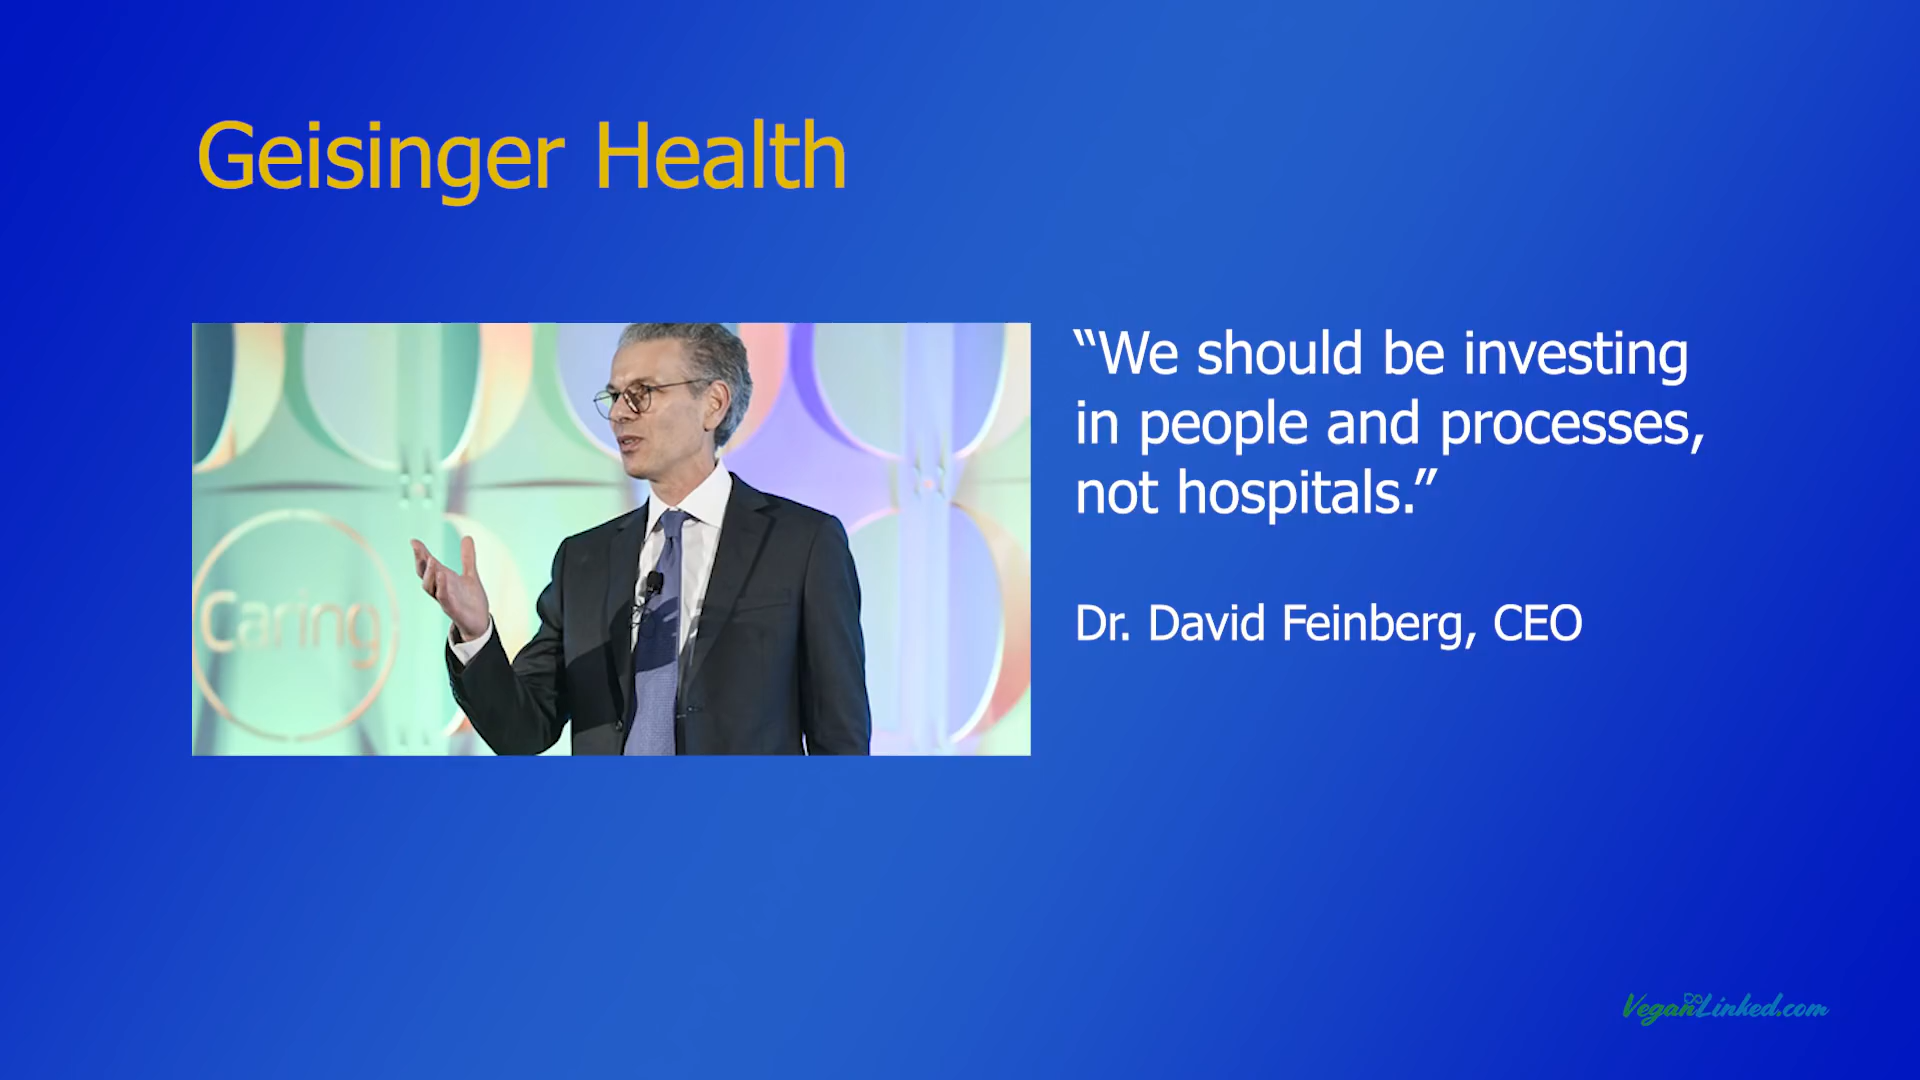 Geisinger Health
“We should be investing
in people and processes,
not hospitals.”
Dr. David Feinberg, CEO
Caring
VeganLinked.com